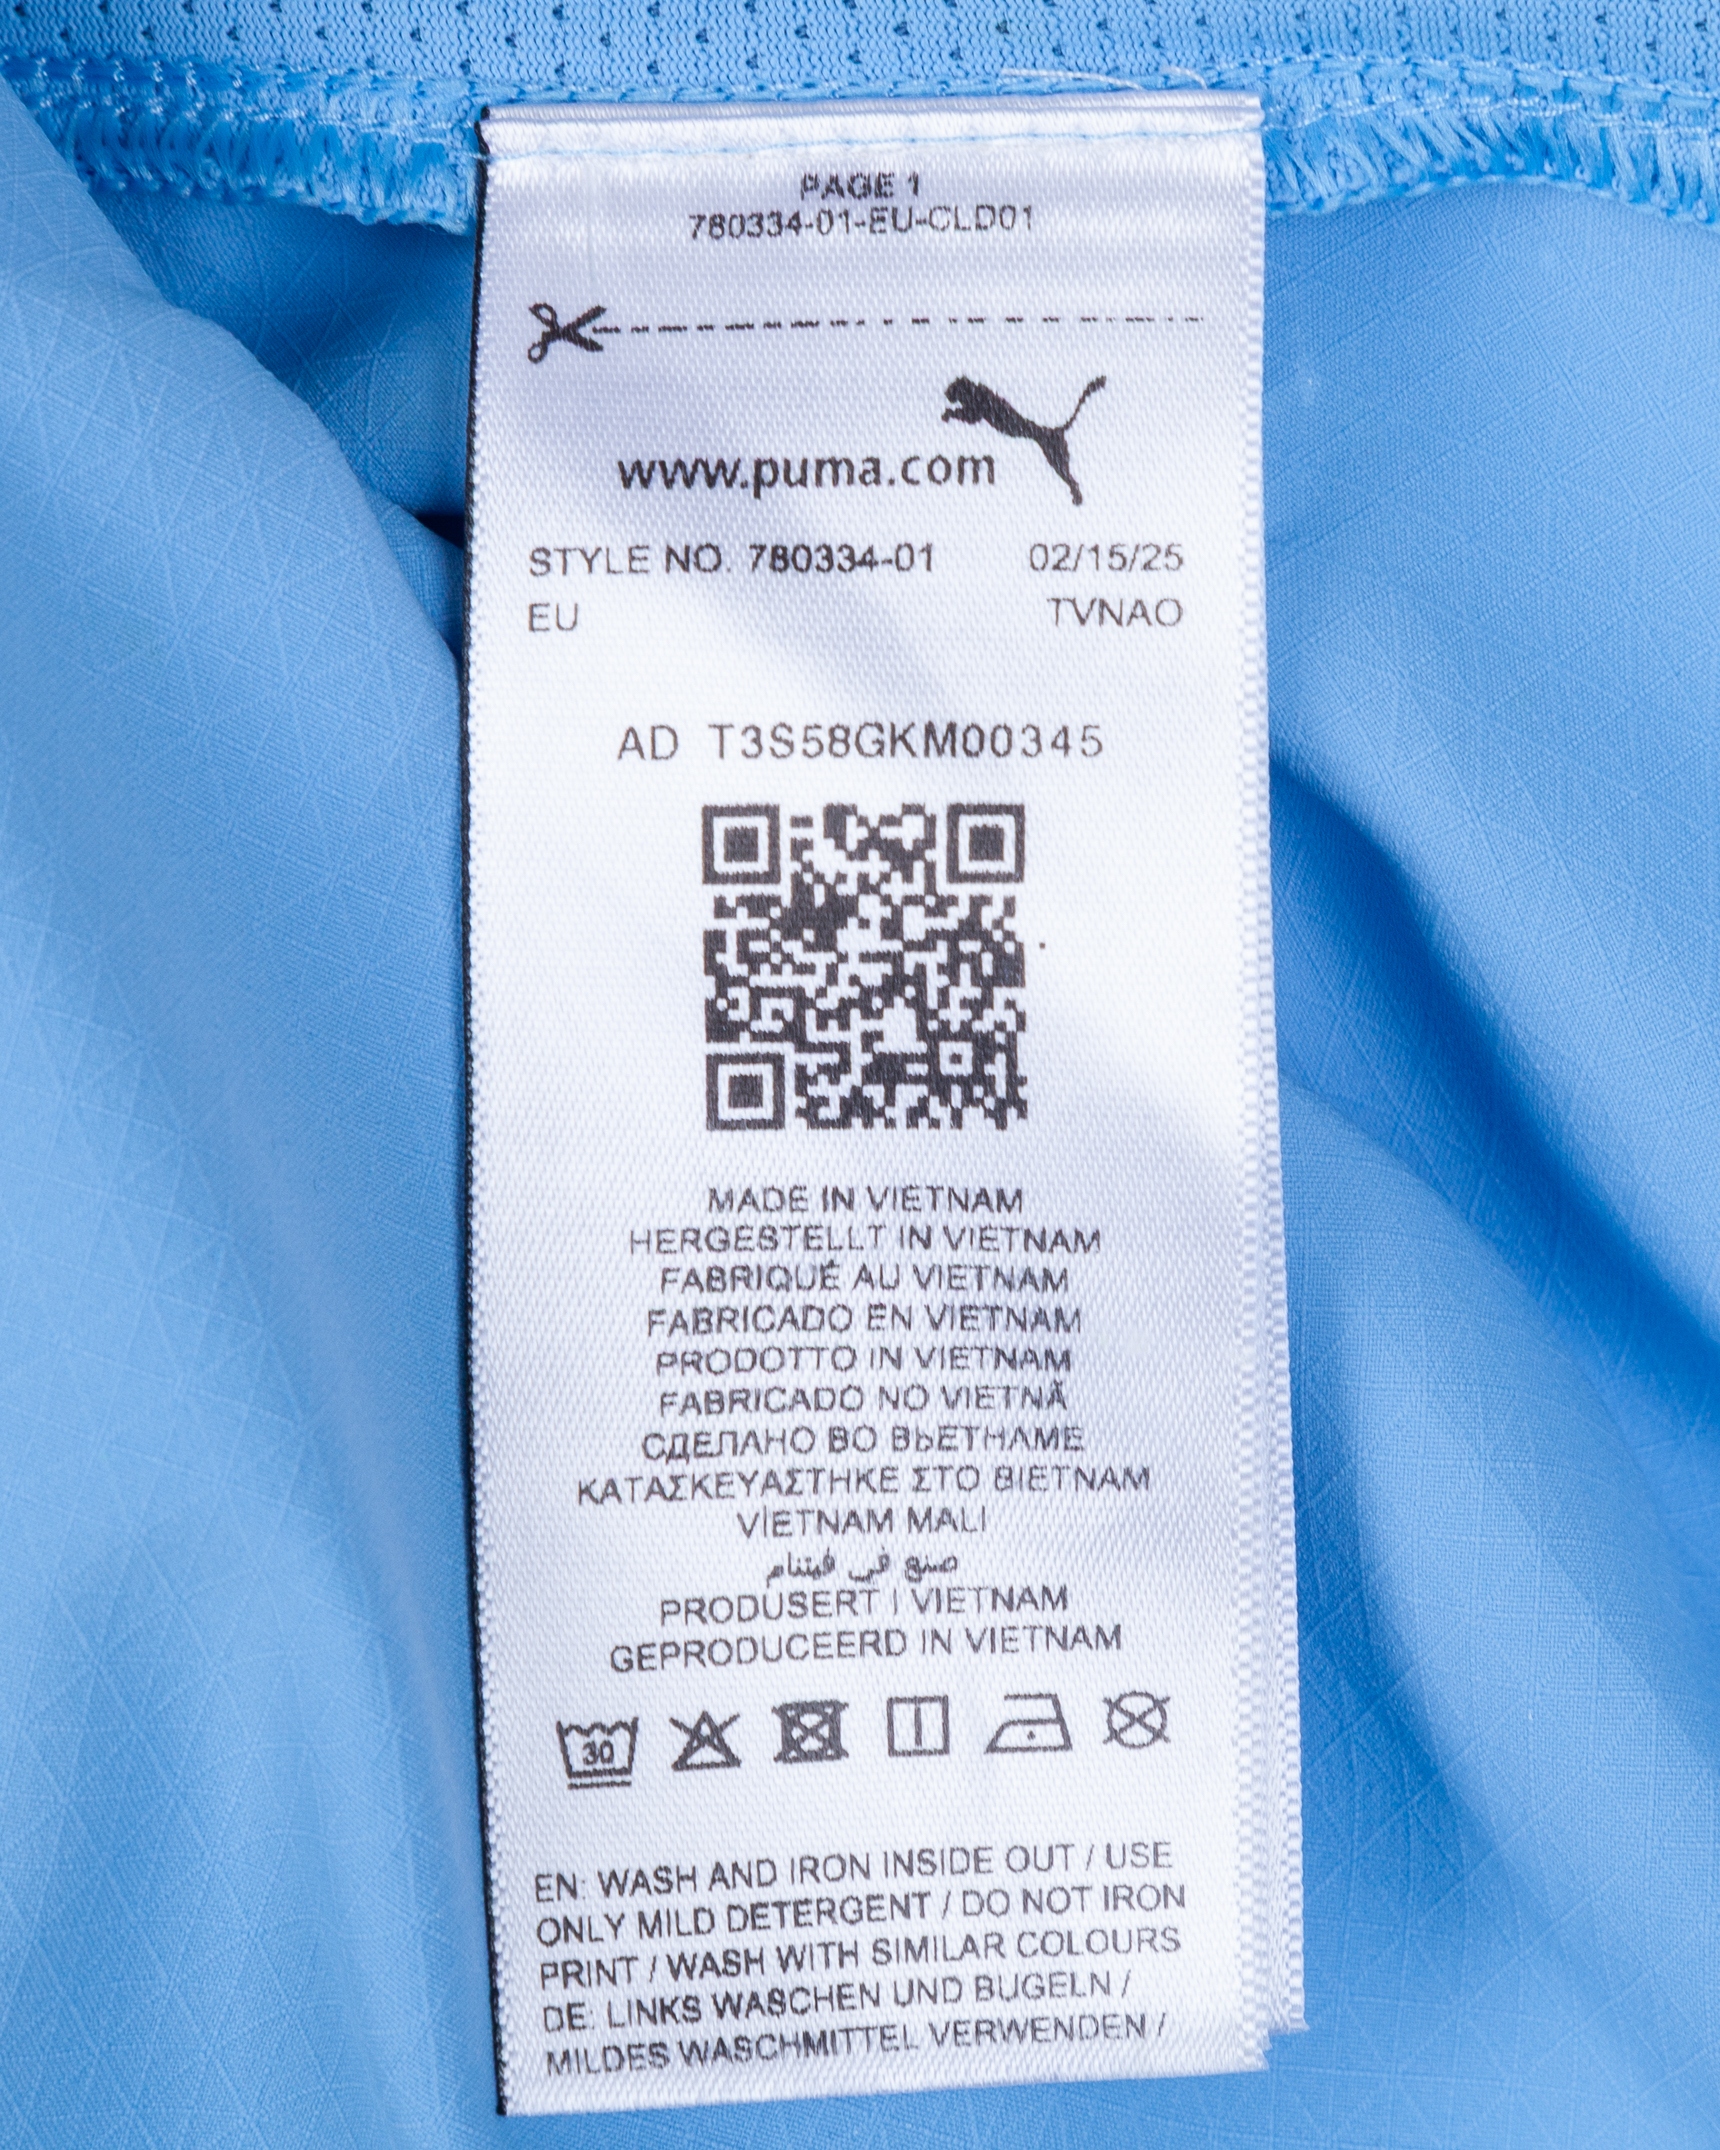 PAGE 1
780334-01-EU-CLD01
www.puma.com
STYLE NO. 780334-01 02/15/25
EU TVNAO
AD T3S58GKM00345
MADE IN VIETNAM
HERGESTELLT IN VIETNAM
FABRIQUÉ AU VIETNAM
FABRICADO EN VIETNAM
PRODOTTO IN VIETNAM
FABRICADO NO VIETNÃ
СДЕЛАНО ВО ВЬЕТНАМЕ
ΚΑΤΑΣΚΕΥΑΣΤΗΚΕ ΣΤΟ ΒΙΕΤΝΑΜ
VİETNAM MALI
صنع في فيتنام
PRODUSERT I VIETNAM
GEPRODUCEERD IN VIETNAM
30
EN: WASH AND IRON INSIDE OUT / USE
ONLY MILD DETERGENT / DO NOT IRON
PRINT / WASH WITH SIMILAR COLOURS
DE: LINKS WASCHEN UND BÜGELN /
MILDES WASCHMITTEL VERWENDEN /